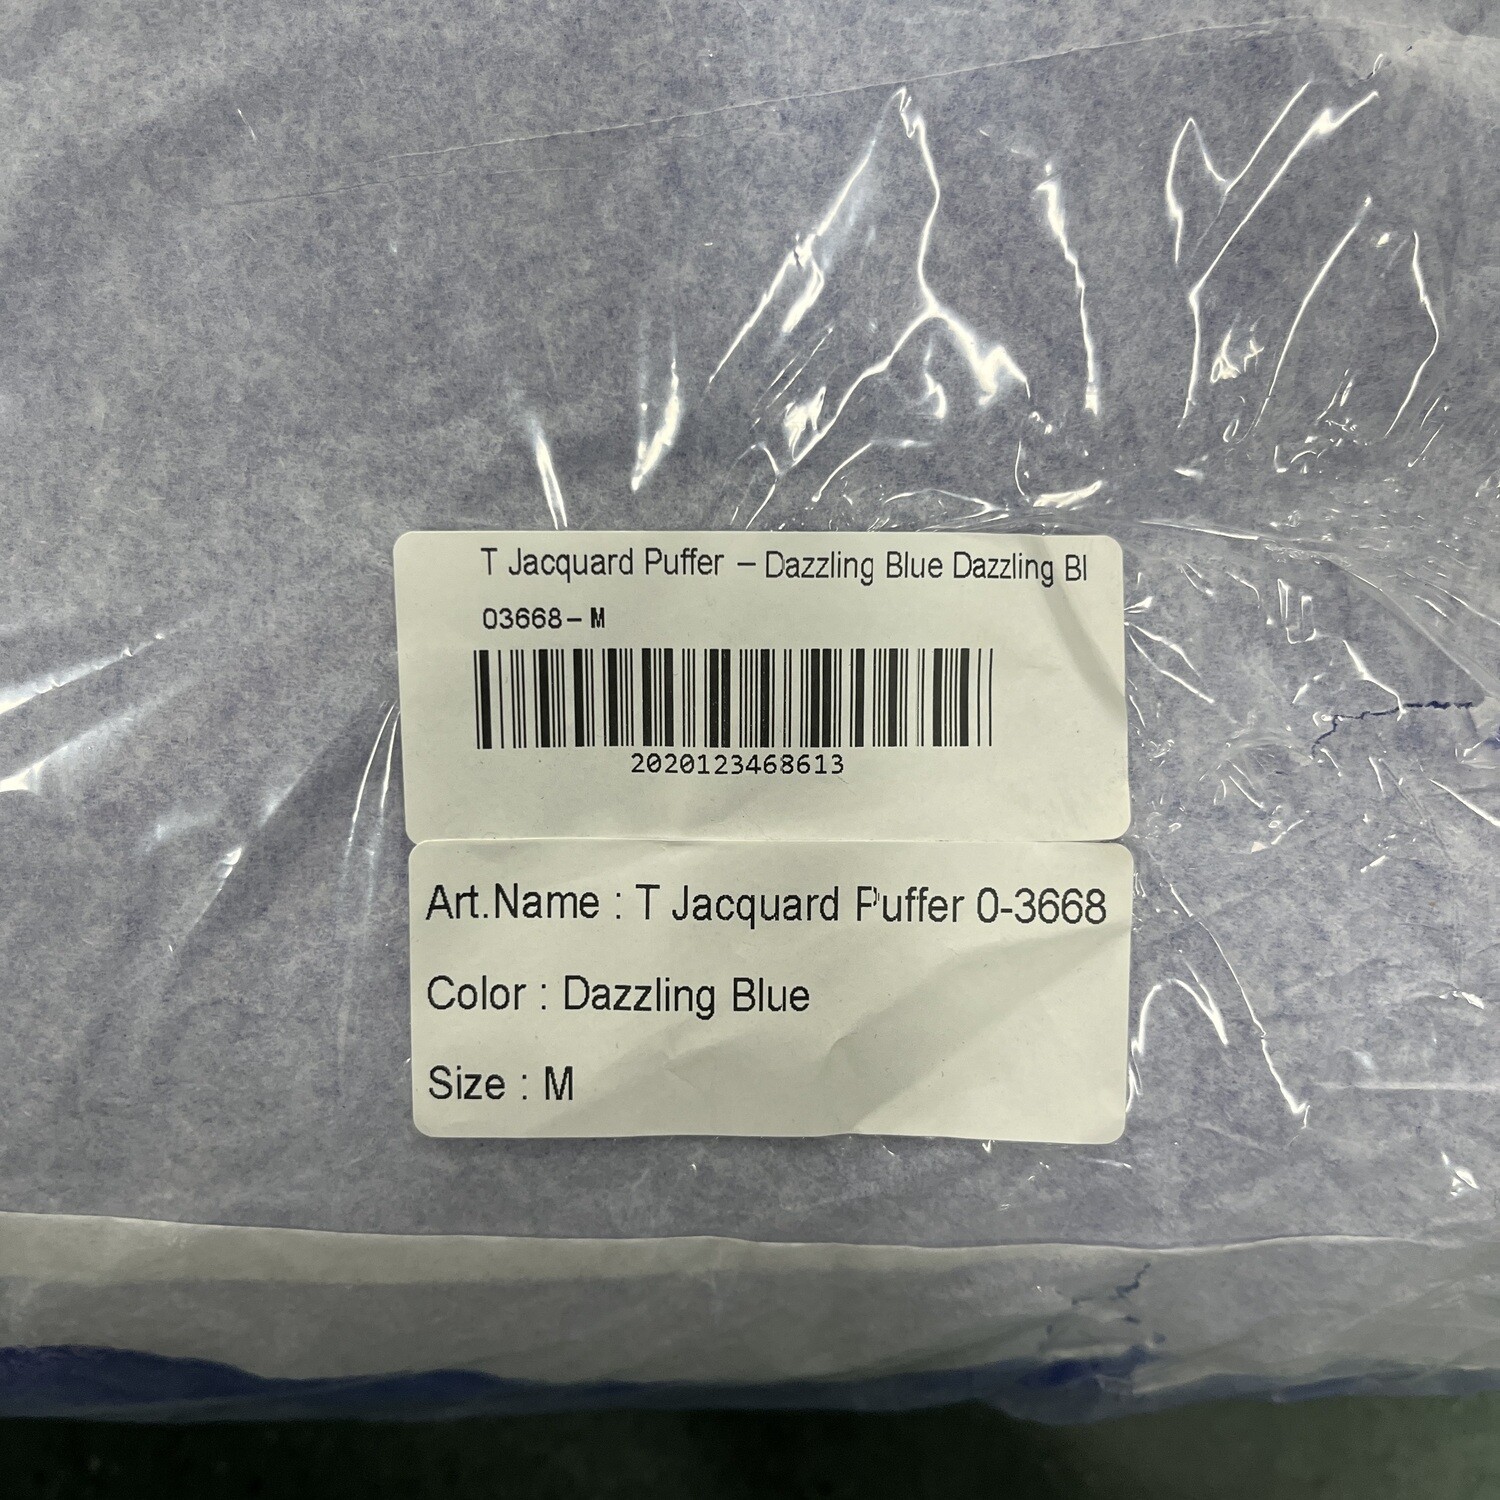 T Jacquard Puffer – Dazzling Blue Dazzling Bl
03668-M
2020123468613
Art.Name : T Jacquard Puffer 0-3668
Color : Dazzling Blue
Size : M